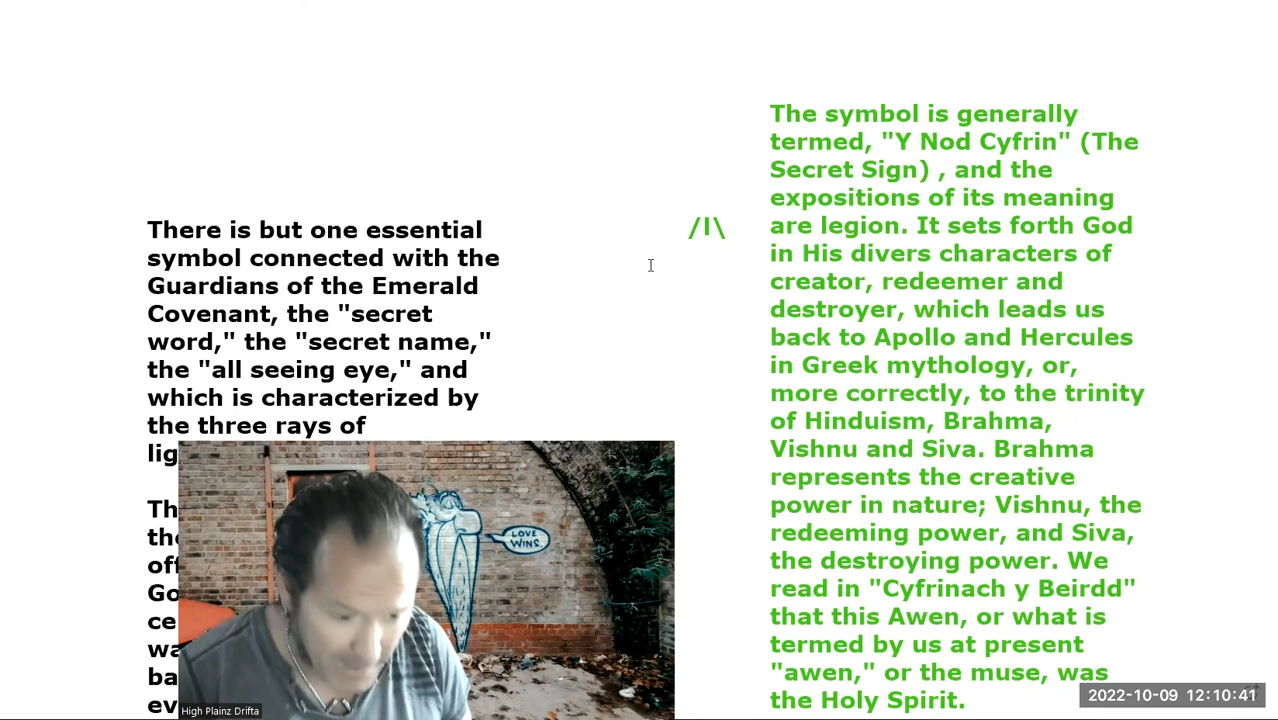 There is but one essential
symbol connected with the
Guardians of the Emerald
Covenant, the "secret
word," the "secret name,"
the "all seeing eye," and
which is characterized by
the three rays of
/I\
The symbol is generally
termed, "Y Nod Cyfrin" (The
Secret Sign) , and the
expositions of its meaning
are legion. It sets forth God
in His divers characters of
creator, redeemer and
destroyer, which leads us
back to Apollo and Hercules
in Greek mythology, or,
more correctly, to the trinity
of Hinduism, Brahma,
Vishnu and Siva. Brahma
represents the creative
power in nature; Vishnu, the
redeeming power, and Siva,
the destroying power. We
read in "Cyfrinach y Beirdd"
that this Awen, or what is
termed by us at present
"awen," or the muse, was
the Holy Spirit.
LOVE
WINS.
High Plainz Drifta
2022-10-09 12:10:41